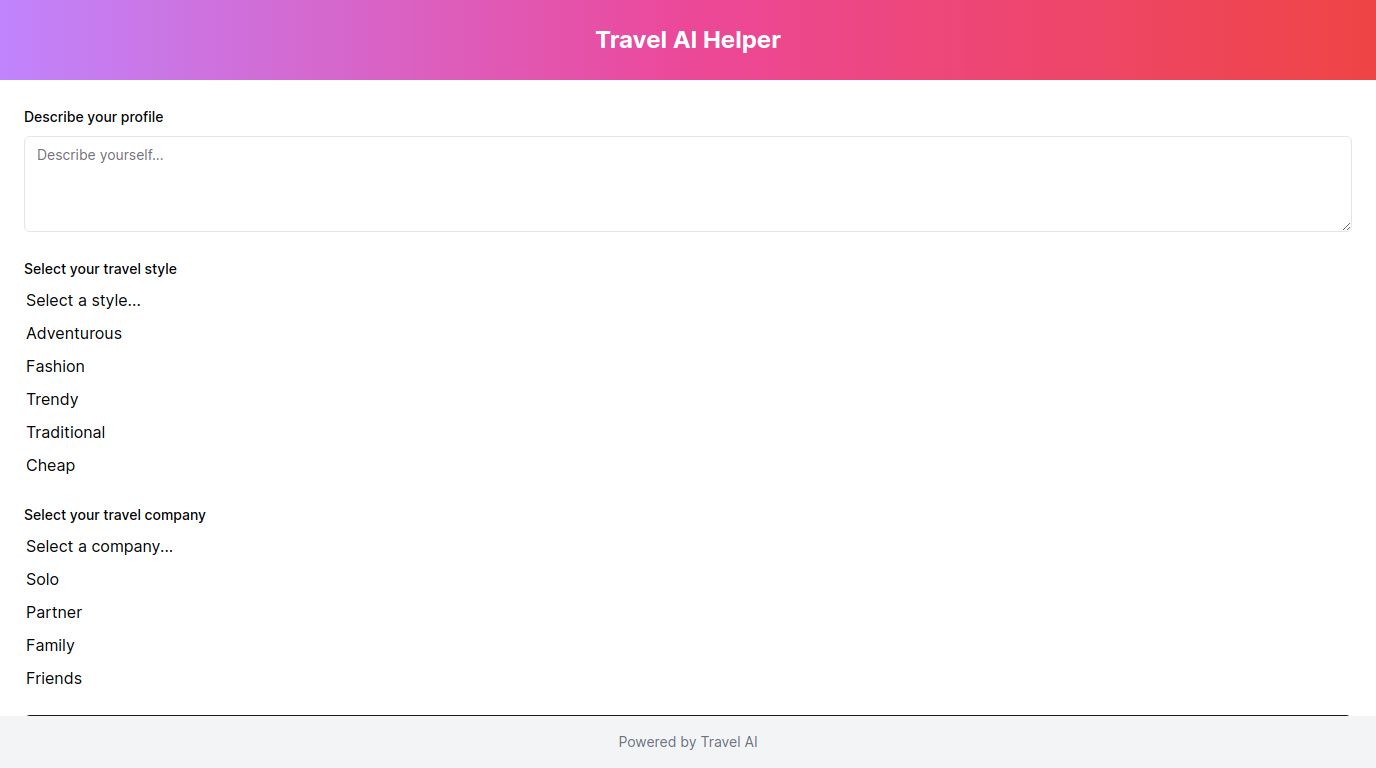 Travel AI Helper
Describe your profile
Describe yourself...
Select your travel style
Select a style...
Adventurous
Fashion
Trendy
Traditional
Cheap
Select your travel company
Select a company...
Solo
Partner
Family
Friends
Powered by Travel AI